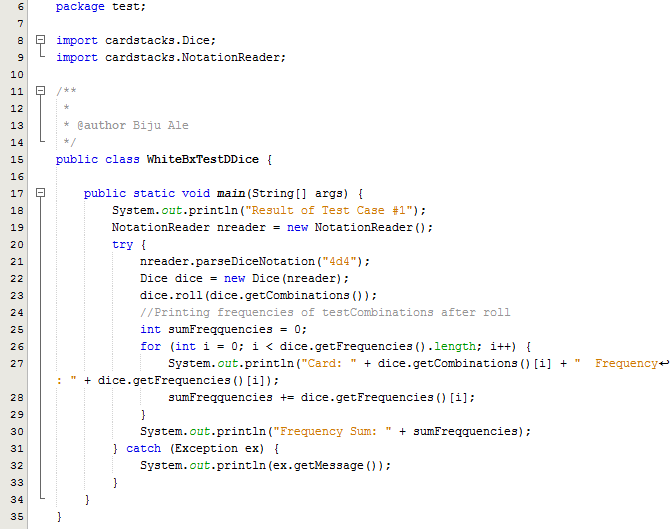 6 package test;
7
8 import cardstacks.Dice;
9 import cardstacks.NotationReader;
10
11 /**
12  *
13  * @author Biju Ale
14  */
15 public class WhiteBxTestDDice {
16
17     public static void main(String[] args) {
18         System.out.println("Result of Test Case #1");
19         NotationReader nreader = new NotationReader();
20         try {
21             nreader.parseDiceNotation("4d4");
22             Dice dice = new Dice(nreader);
23             dice.roll(dice.getCombinations());
24             //Printing frequencies of testCombinations after roll
25             int sumFreqquencies = 0;
26             for (int i = 0; i < dice.getFrequencies().length; i++) {
27                 System.out.println("Card: " + dice.getCombinations()[i] + "  Frequency↩
: " + dice.getFrequencies()[i]);
28                 sumFreqquencies += dice.getFrequencies()[i];
29             }
30             System.out.println("Frequency Sum: " + sumFreqquencies);
31         } catch (Exception ex) {
32             System.out.println(ex.getMessage());
33         }
34     }
35 }